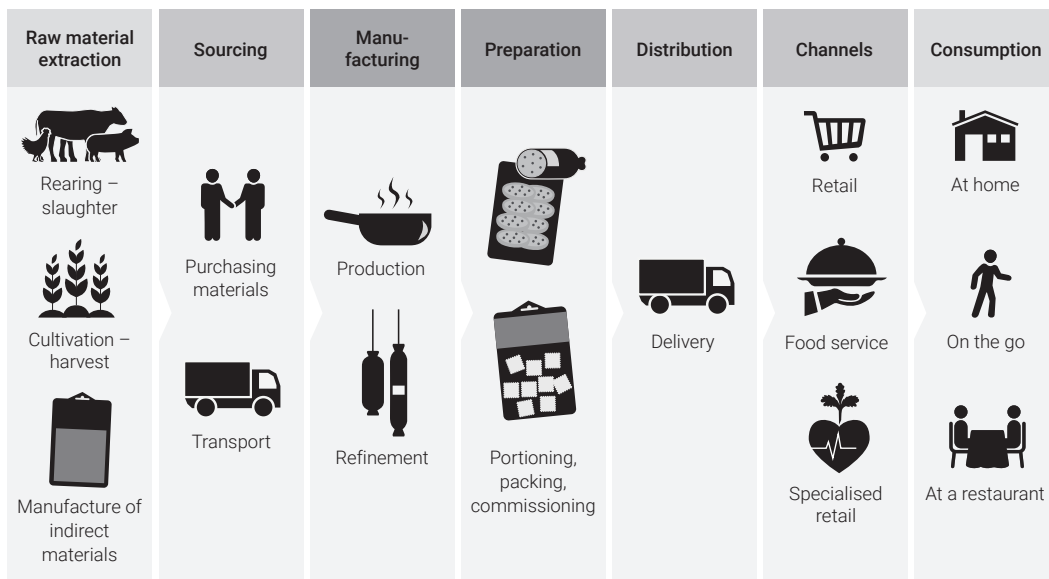 Raw material
extraction
Sourcing
Manu-
facturing
Preparation
Distribution
Channels
Consumption
Rearing –
slaughter
Cultivation –
harvest
Manufacture of
indirect
materials
Purchasing
materials
Transport
Production
Refinement
Portioning,
packing,
commissioning
Delivery
Retail
Food service
Specialised
retail
At home
On the go
At a restaurant